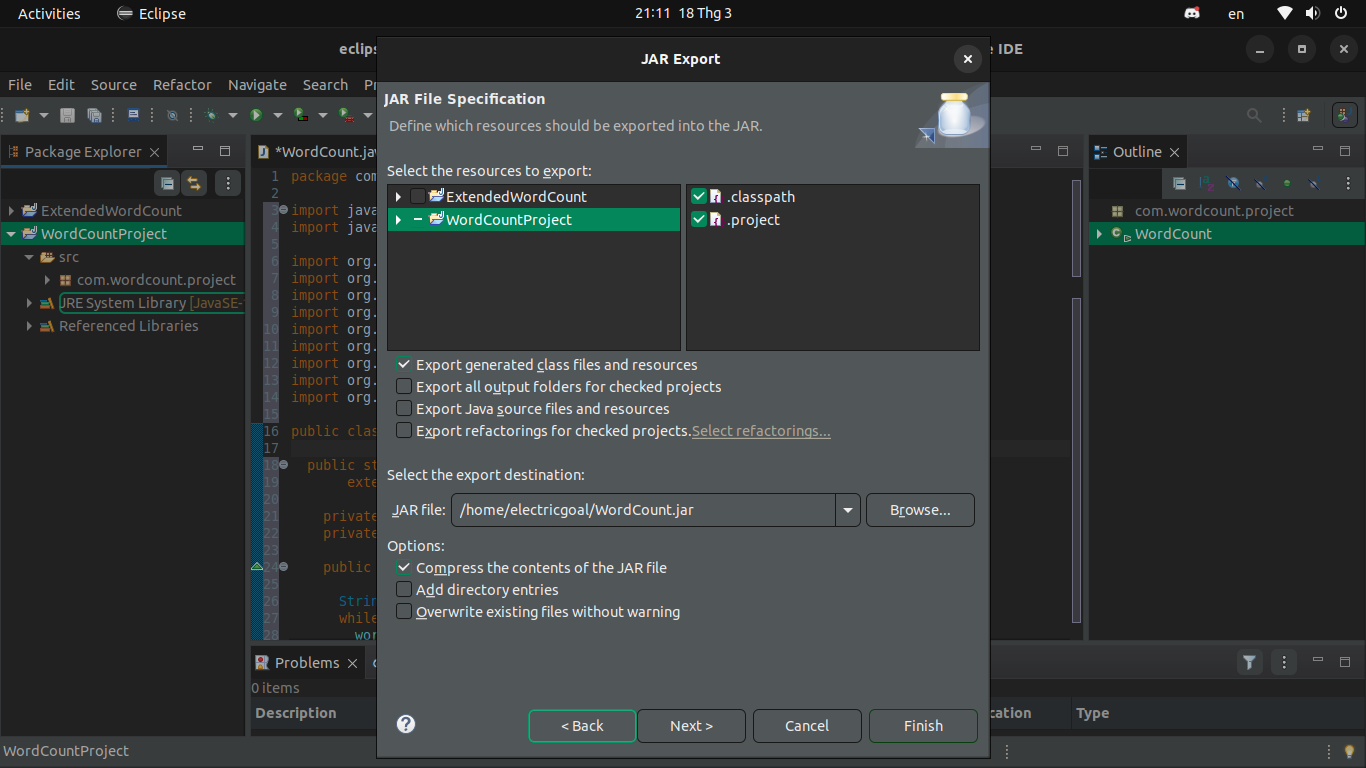 Activities Eclipse 21:11 18 Thg 3 en
eclips e IDE
JAR Export
File Edit Source Refactor Navigate Search Pr
JAR File Specification
Define which resources should be exported into the JAR.
Package Explorer
ExtendedWordCount
WordCountProject
src
com.wordcount.project
JRE System Library [JavaSE-
Referenced Libraries
*WordCount.jav
1 package com
2
3 import java
4 import java
5
6 import org.
7 import org.
8 import org.
9 import org.
10 import org.
11 import org.
12 import org.
13 import org.
14 import org.
15
16 public clas
17
18 public st
19 exte
20
21 private
22 private
23
24 public
25
26 Strin
27 while
28 wor
Select the resources to export:
ExtendedWordCount
WordCountProject
.classpath
.project
Export generated class files and resources
Export all output folders for checked projects
Export Java source files and resources
Export refactorings for checked projects. Select refactorings...
Select the export destination:
JAR file: /home/electricgoal/WordCount.jar Browse...
Options:
Compress the contents of the JAR file
Add directory entries
Overwrite existing files without warning
? < Back Next > Cancel Finish
Outline
com.wordcount.project
WordCount
Problems
0 items
Description cation Type
WordCountProject